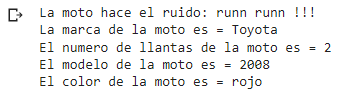 La moto hace el ruido: runn runn !!!
La marca de la moto es = Toyota
El numero de llantas de la moto es = 2
El modelo de la moto es = 2008
El color de la moto es = rojo